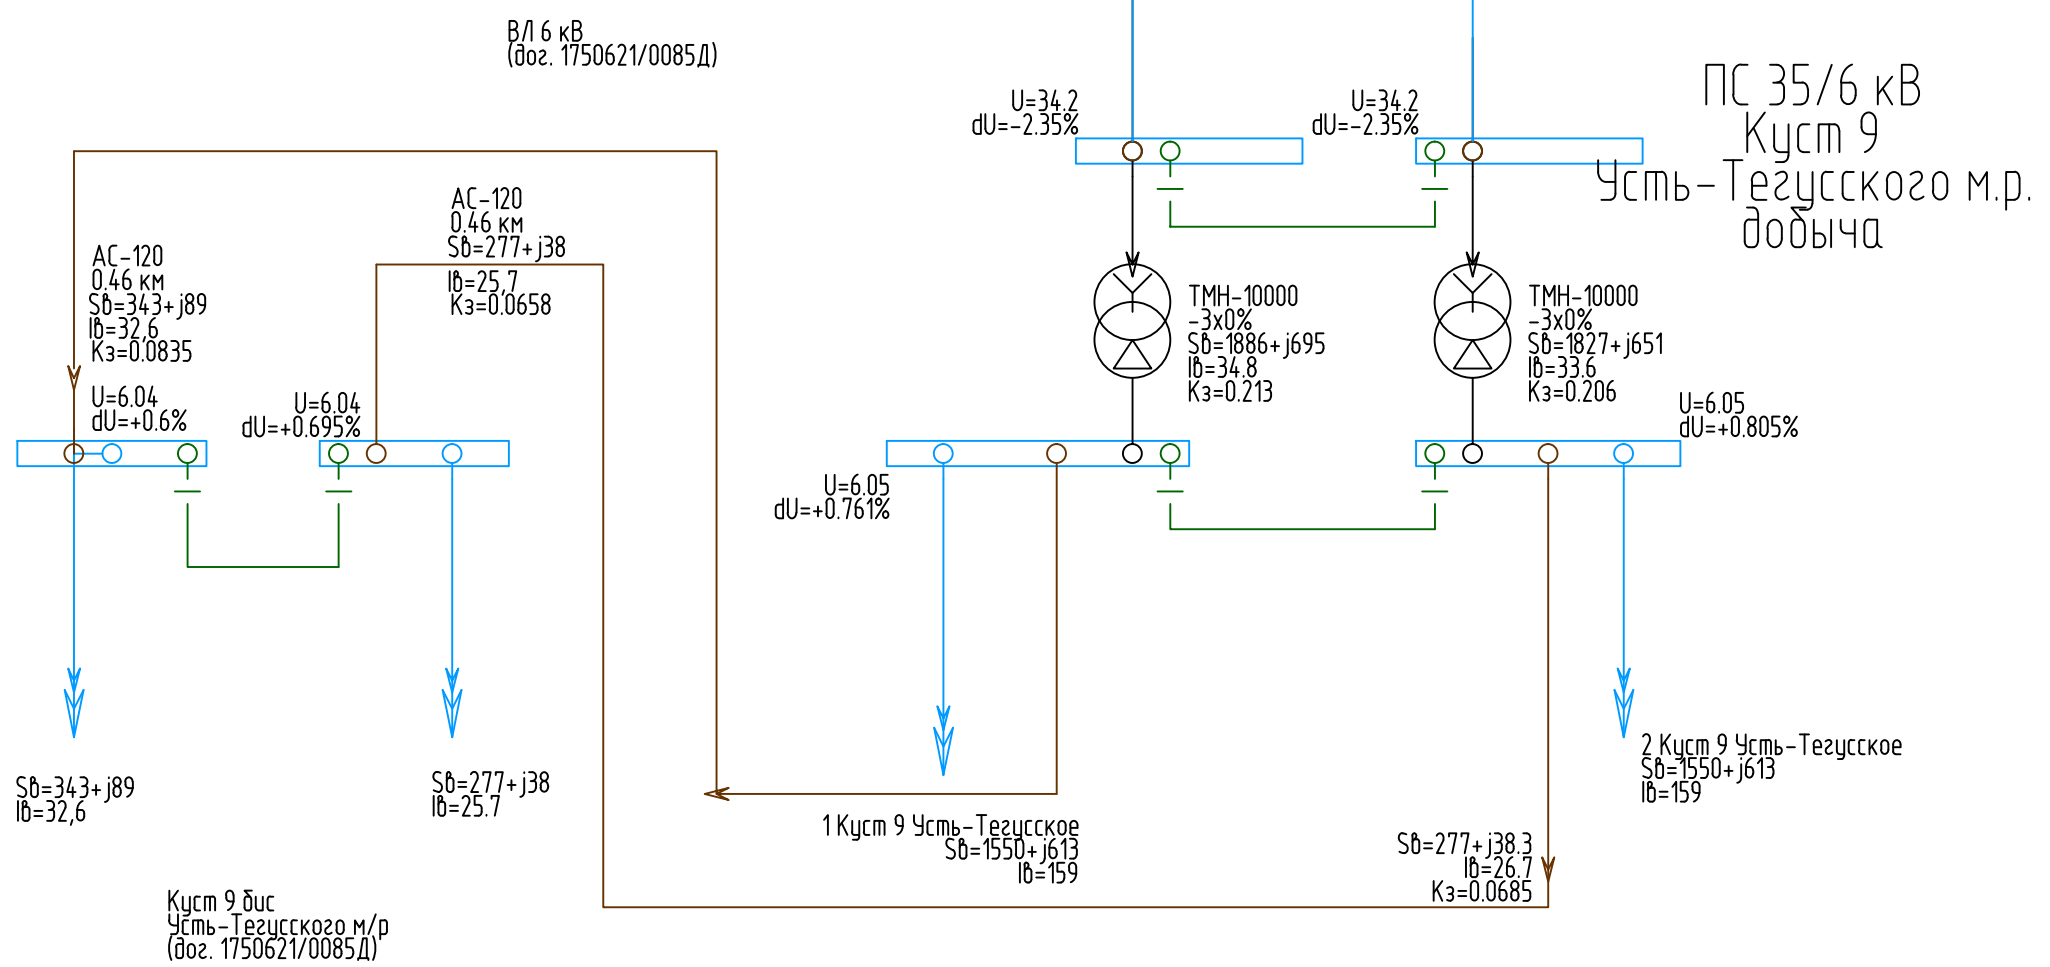 ВЛ 6 кВ
(дог. 1750621/0085Д)
ПС 35/6 кВ
Куст 9
Усть-Тегусского м.р.
добыча
U=34.2
dU=-2.35%
U=34.2
dU=-2.35%
АС-120
0.46 км
Sв=277+j38
Iв=25,7
Kз=0.0658
АС-120
0.46 км
Sв=343+j89
Iв=32,6
Kз=0.0835
ТМН-10000
-3х0%
Sв=1886+j695
Iв=34.8
Kз=0.213
ТМН-10000
-3х0%
Sв=1827+j651
Iв=33.6
Kз=0.206
U=6.04
dU=+0.6%
U=6.04
dU=+0.695%
U=6.05
dU=+0.805%
U=6.05
dU=+0.761%
2 Куст 9 Усть-Тегусское
Sв=1550+j613
Iв=159
Sв=343+j89
Iв=32,6
Sв=277+j38
Iв=25.7
1 Куст 9 Усть-Тегусское
Sв=1550+j613
Iв=159
Sв=277+j38.3
Iв=26.7
Kз=0.0685
Куст 9 бис
Усть-Тегусского м/р
(дог. 1750621/0085Д)